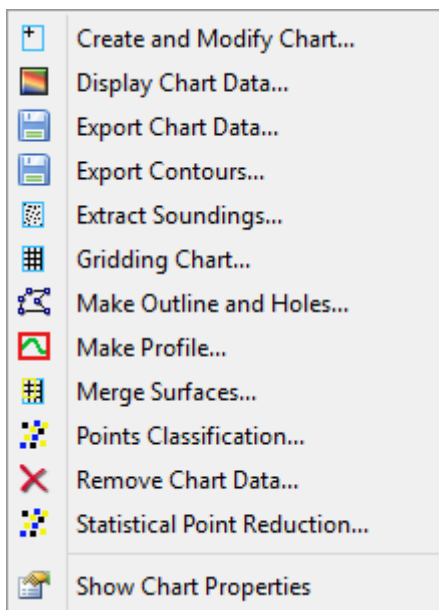 Create and Modify Chart...
Display Chart Data...
Export Chart Data...
Export Contours...
Extract Soundings...
Gridding Chart...
Make Outline and Holes...
Make Profile...
Merge Surfaces...
Points Classification...
Remove Chart Data...
Statistical Point Reduction...
Show Chart Properties